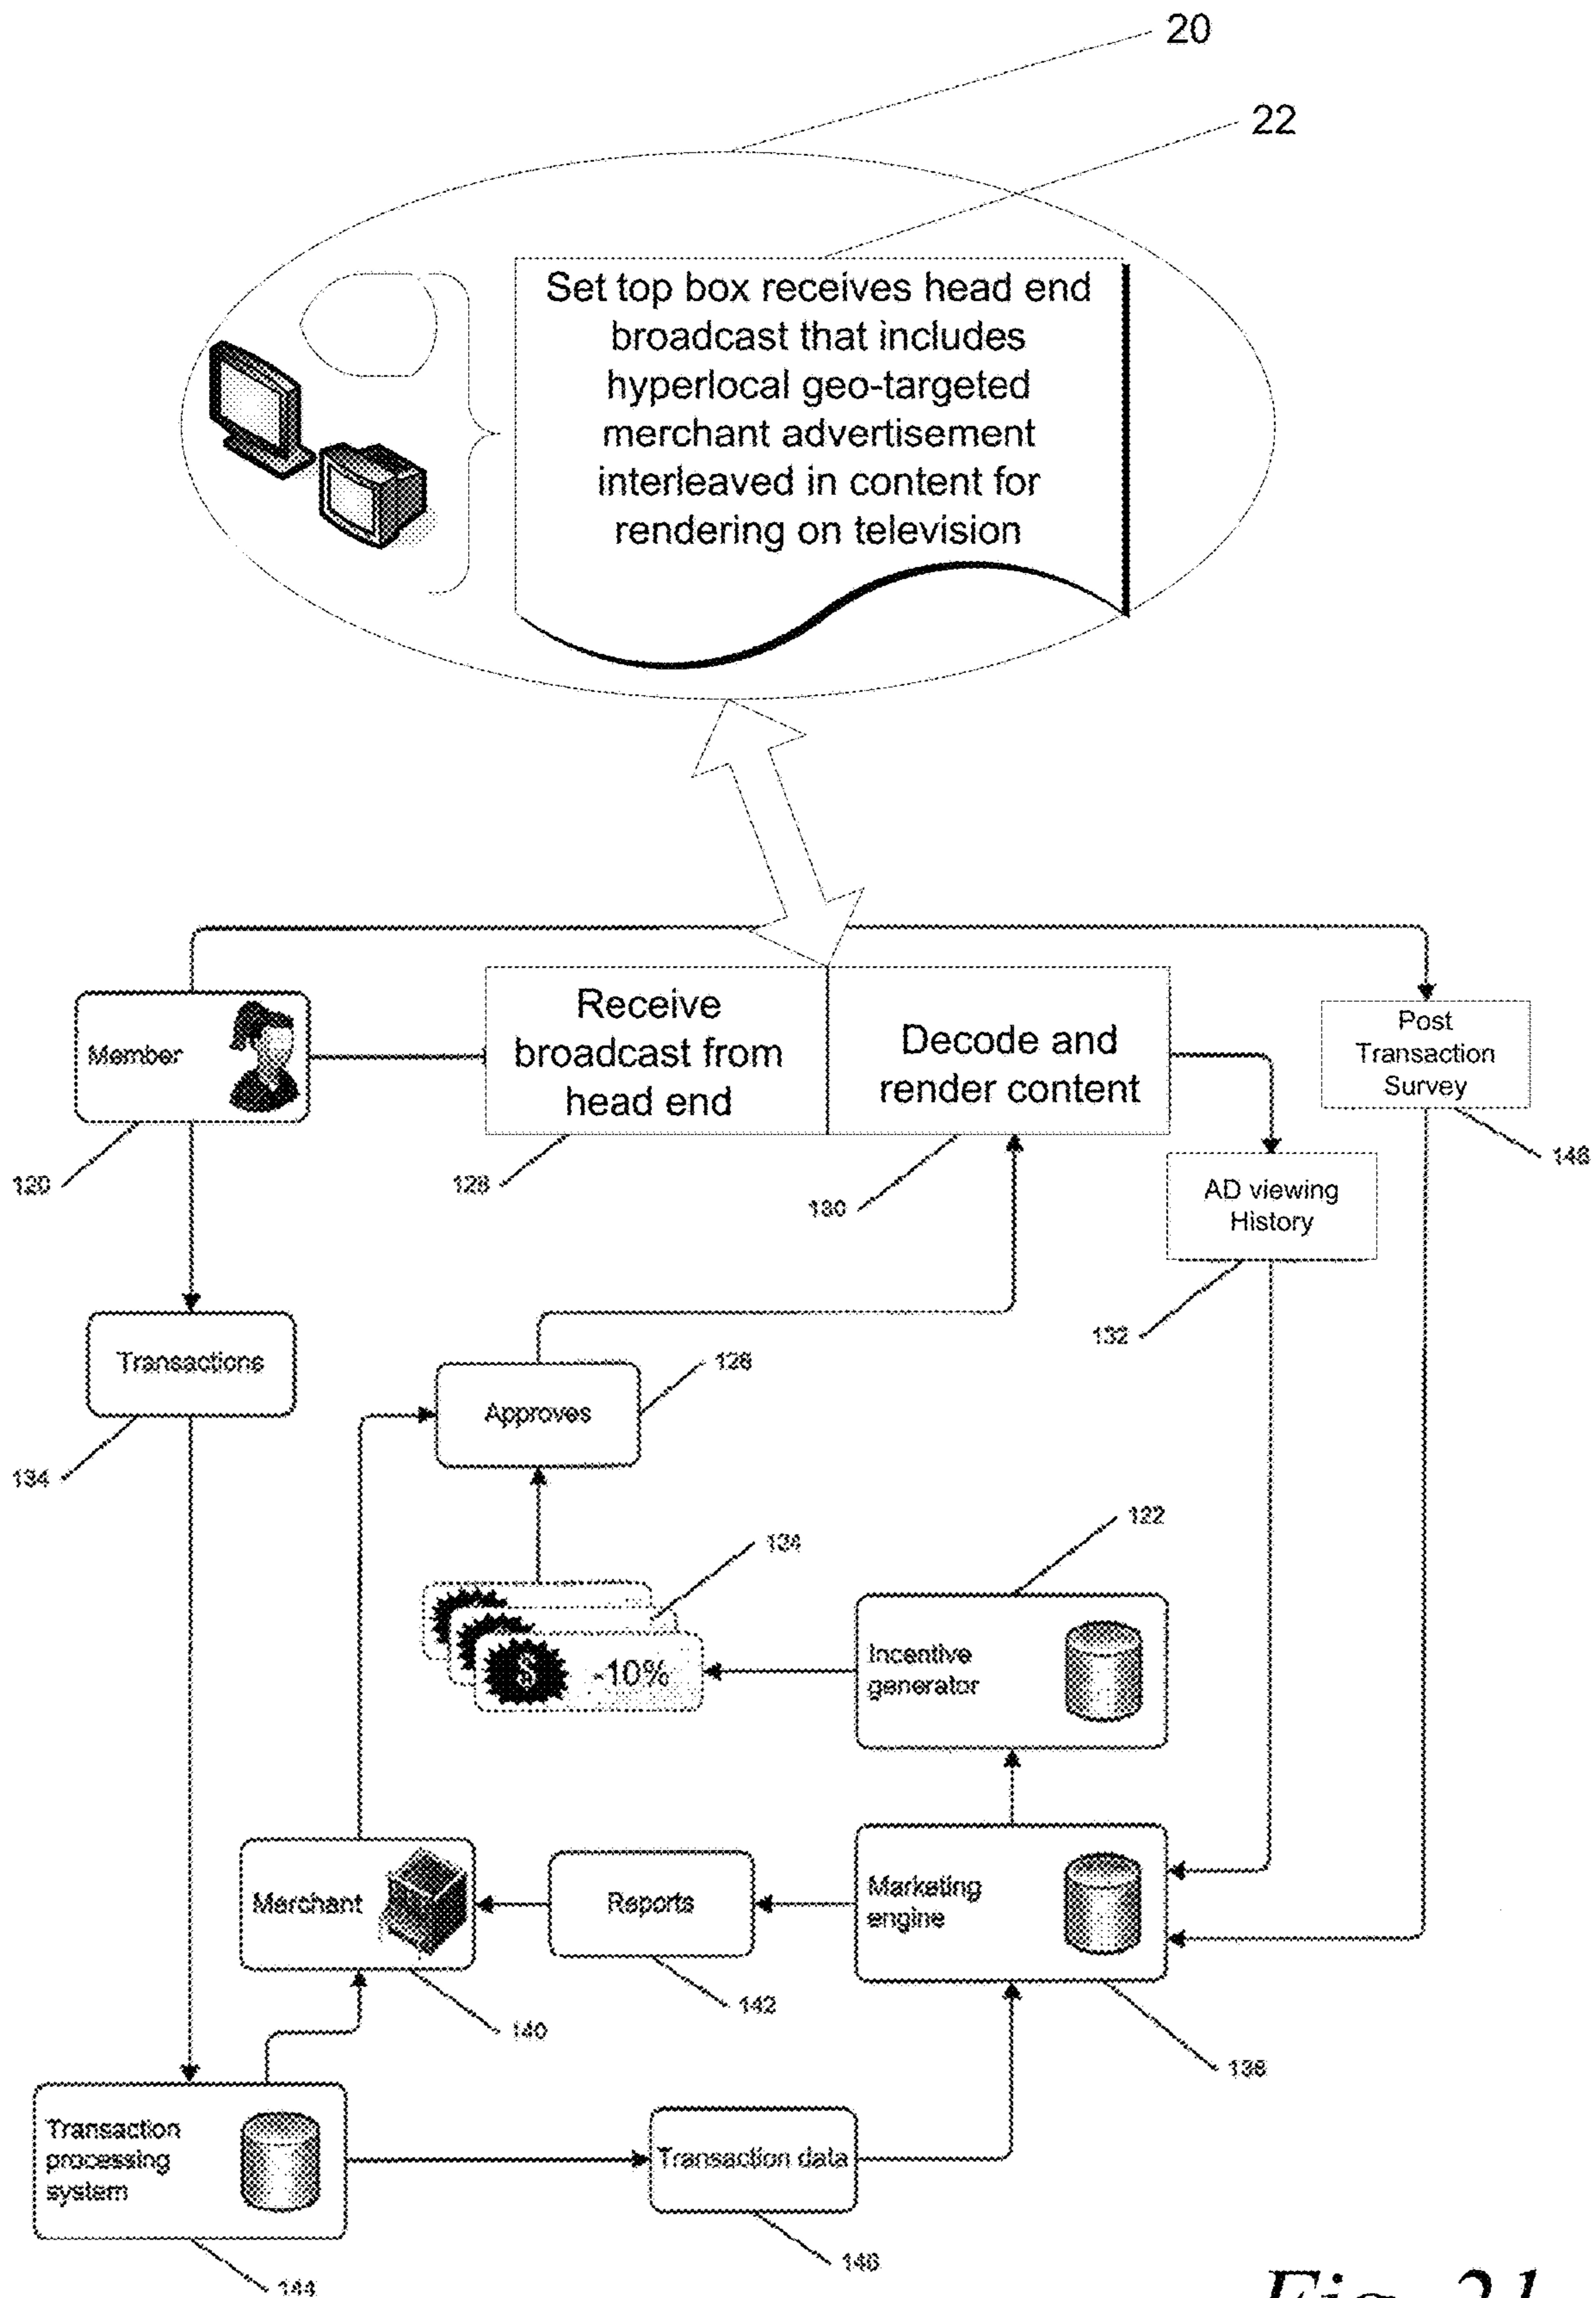 20
22
Set top box receives head end
broadcast that includes
hyperlocal geo-targeted
merchant advertisement
interleaved in content for
rendering on television
Member
Receive
broadcast from
head end
Decode and
render content
Post
Transaction
Survey
120
128
130
148
AD viewing
History
132
Transactions
134
Approves
126
122
134
$ -10%
Incentive
generator
Merchant
Reports
Marketing
engine
140
142
138
Transaction
processing
system
Transaction data
144
146